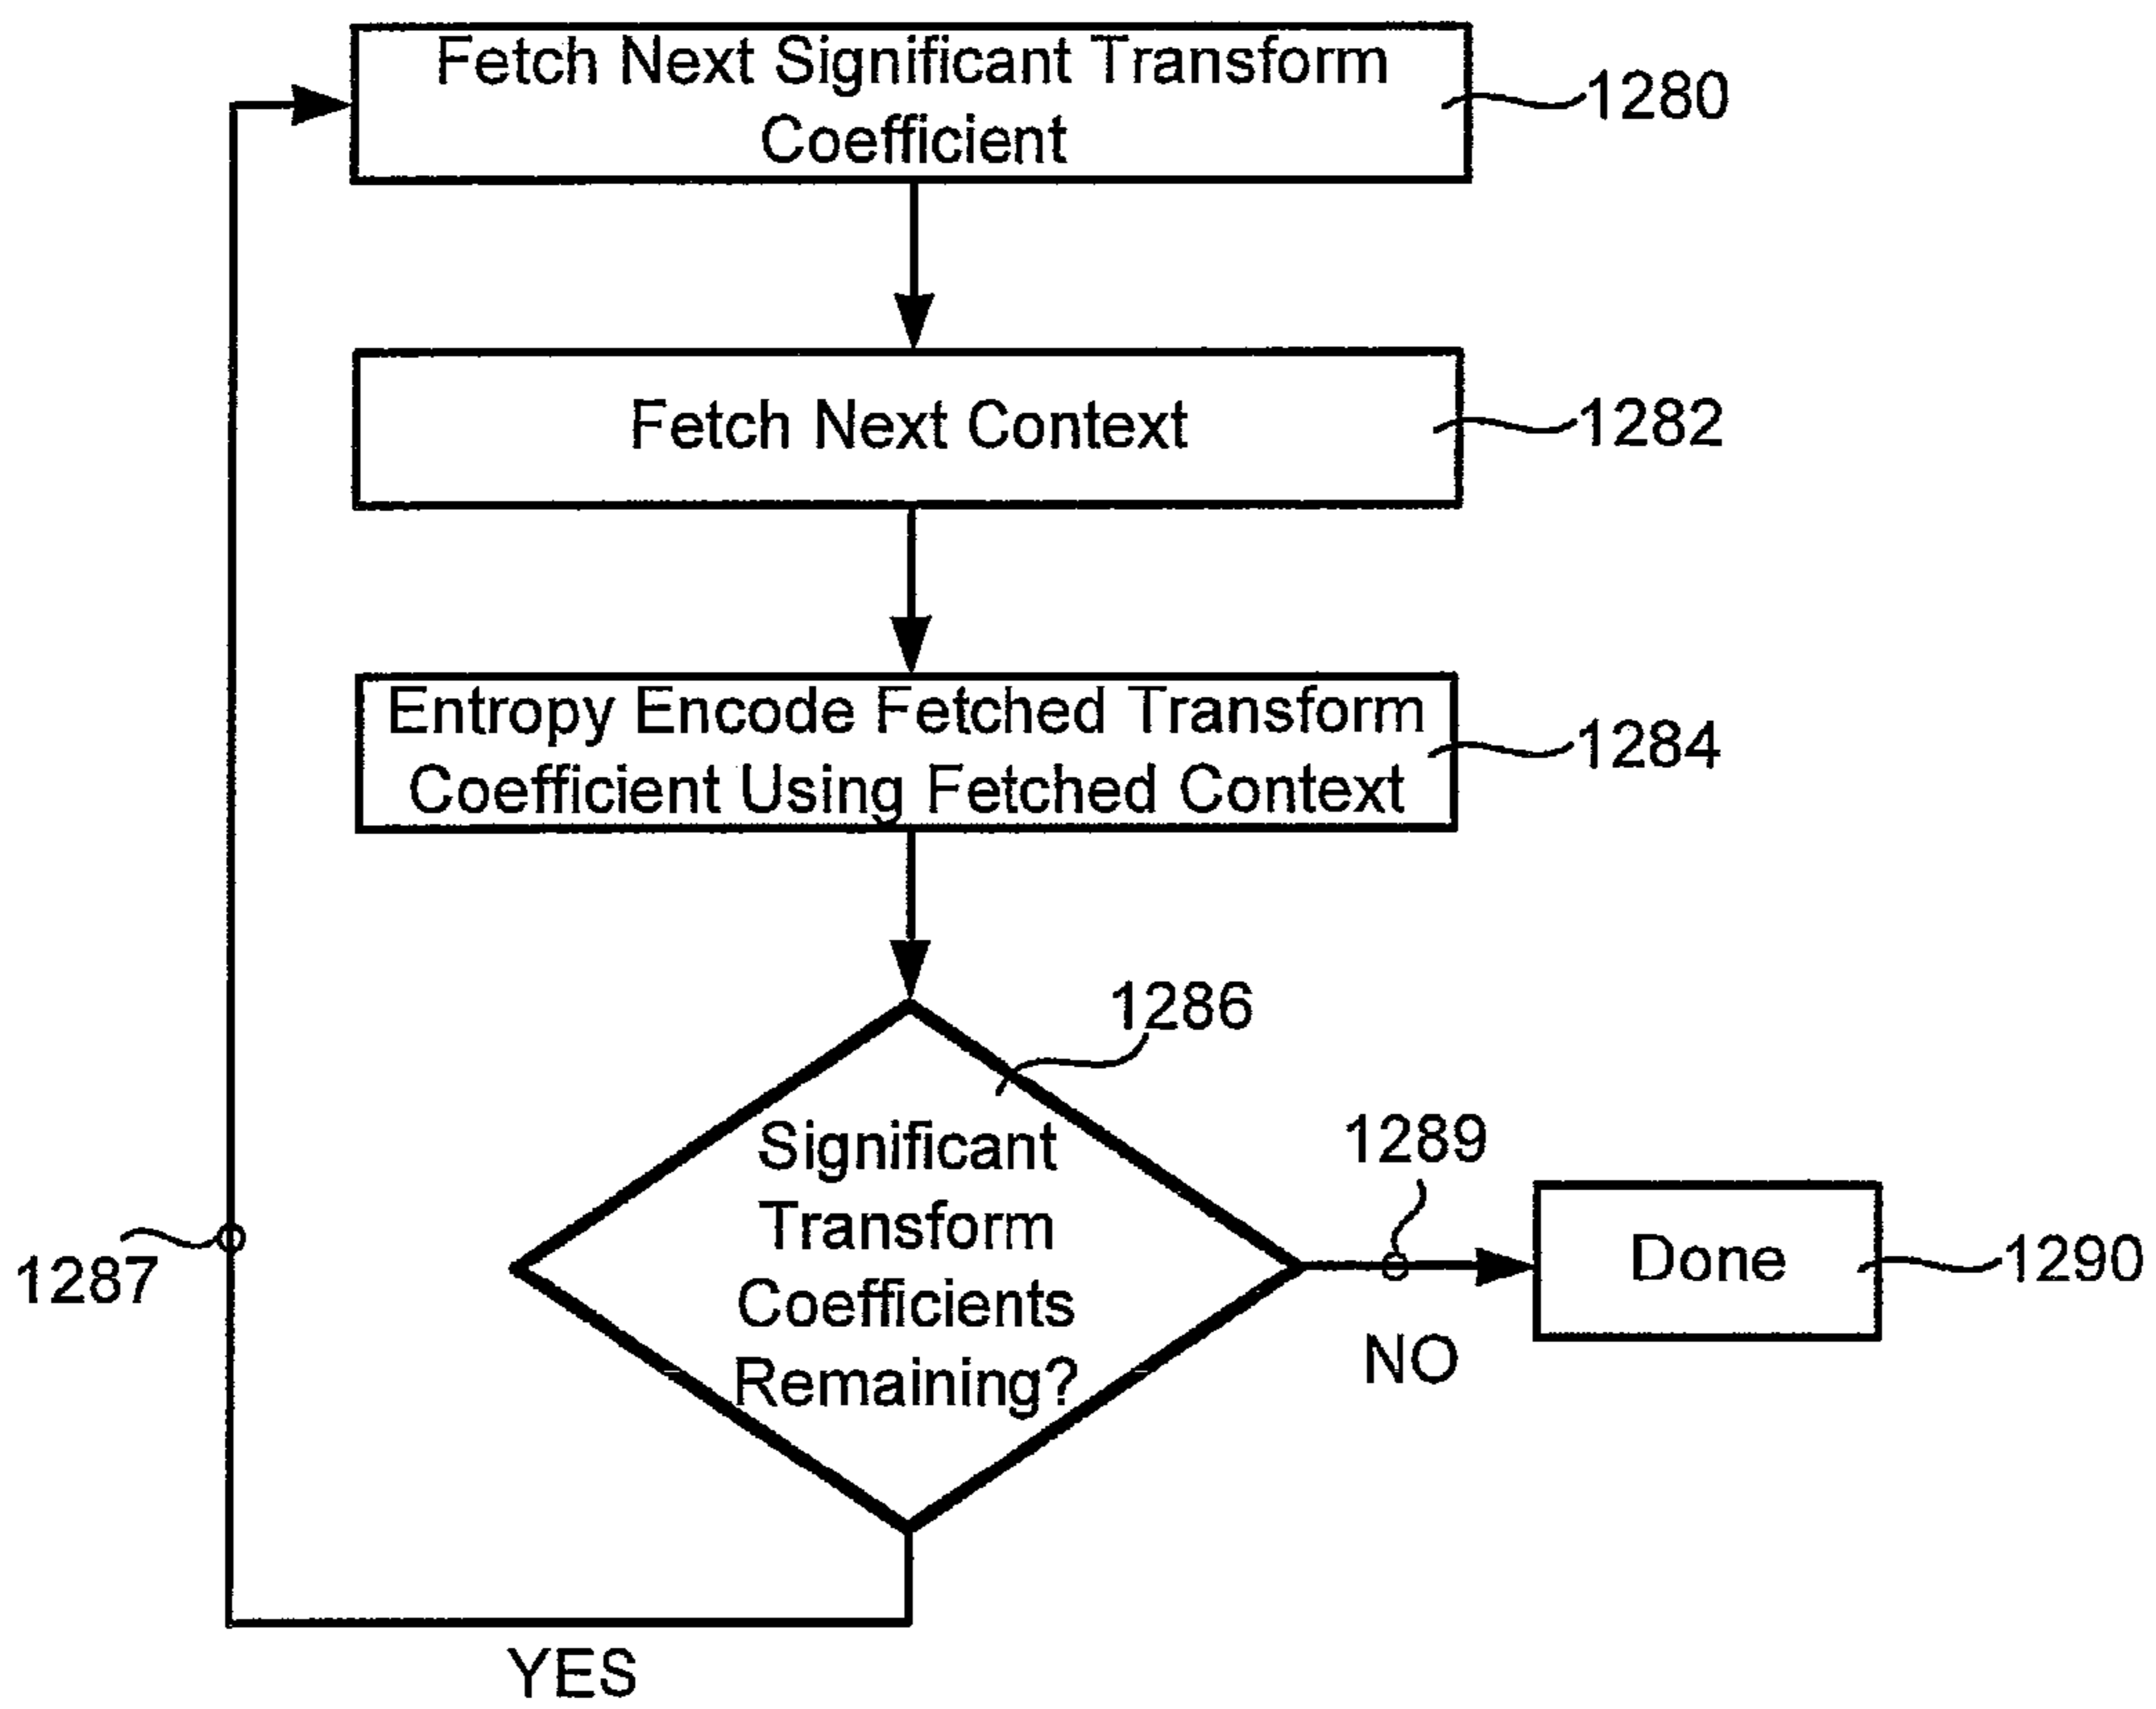 Fetch Next Significant Transform
Coefficient
1280
Fetch Next Context
1282
Entropy Encode Fetched Transform
Coefficient Using Fetched Context
1284
1286
Significant
Transform
Coefficients
Remaining?
1289
Done
1290
NO
1287
YES